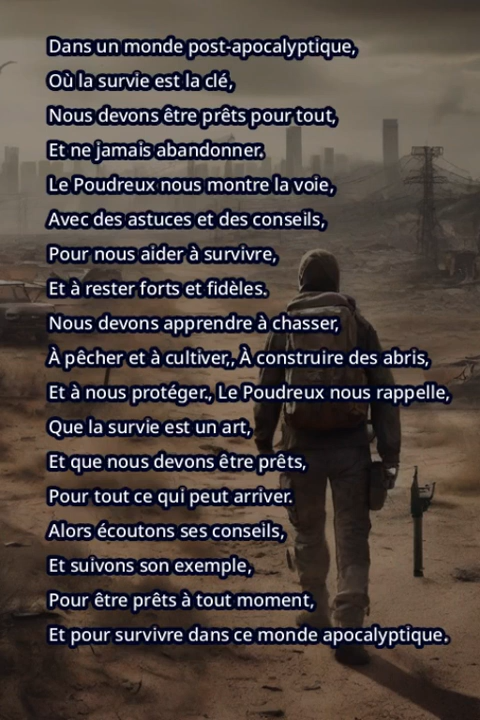 Dans un monde post-apocalyptique,
Où la survie est la clé,
Nous devons être prêts pour tout,
Et ne jamais abandonner.
Le Poudreux nous montre la voie,
Avec des astuces et des conseils,
Pour nous aider à survivre,
Et à rester forts et fidèles.
Nous devons apprendre à chasser,
À pêcher et à cultiver,, À construire des abris,
Et à nous protéger., Le Poudreux nous rappelle,
Que la survie est un art,
Et que nous devons être prêts,
Pour tout ce qui peut arriver.
Alors écoutons ses conseils,
Et suivons son exemple,
Pour être prêts à tout moment,
Et pour survivre dans ce monde apocalyptique.